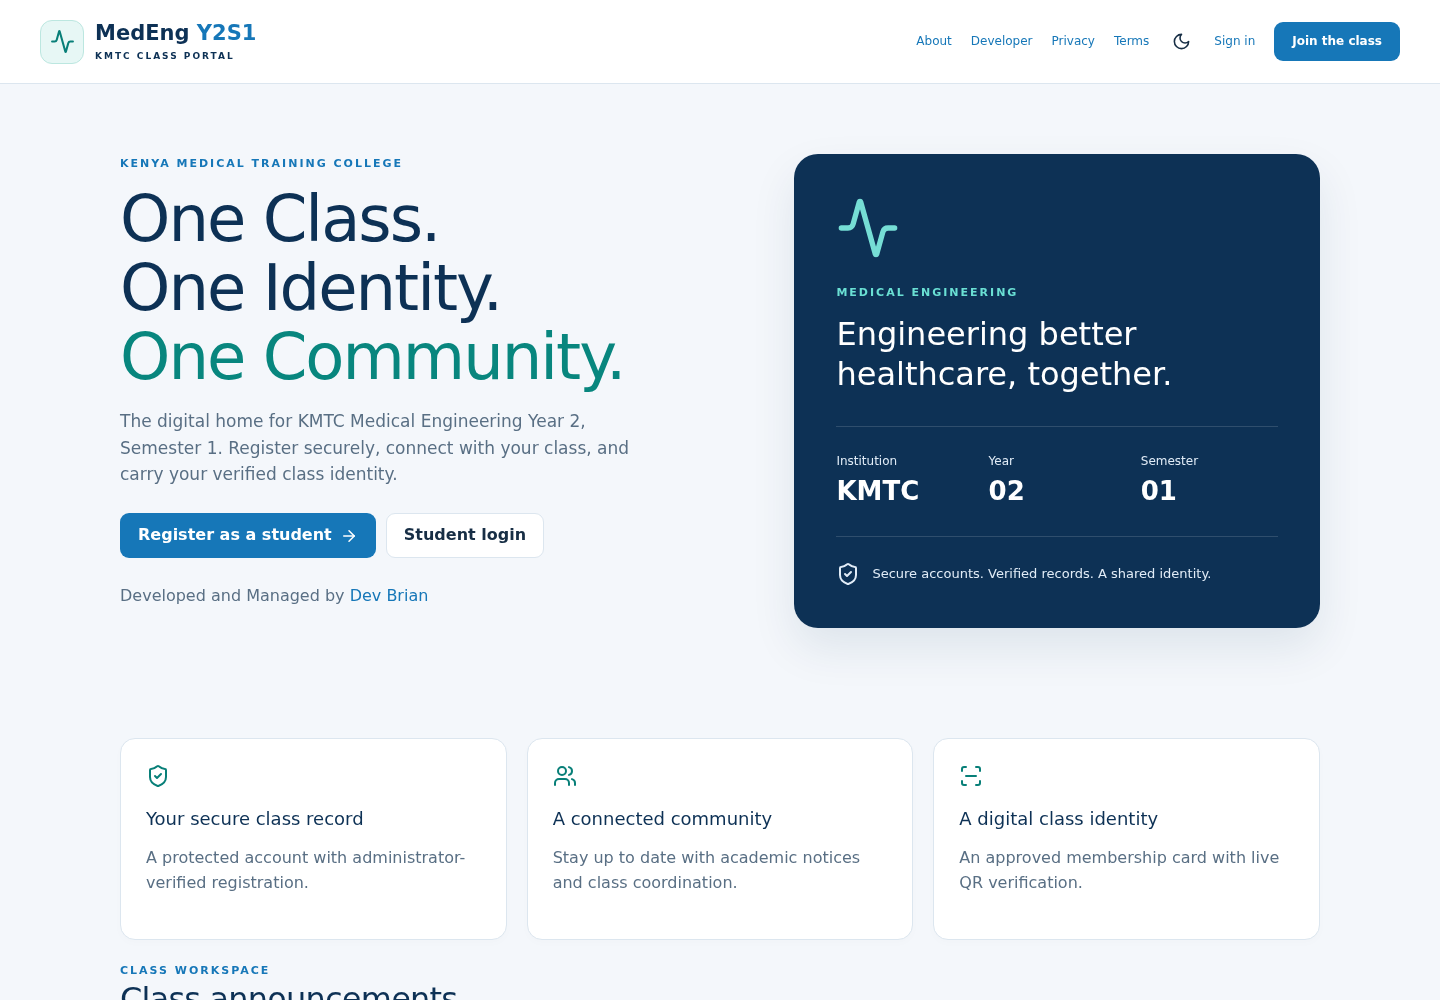 MedEng Y2S1
KMTC CLASS PORTAL
About
Developer
Privacy
Terms
Sign in
Join the class
KENYA MEDICAL TRAINING COLLEGE
One Class.
One Identity.
One Community.
The digital home for KMTC Medical Engineering Year 2,
Semester 1. Register securely, connect with your class, and
carry your verified class identity.
Register as a student
Student login
Developed and Managed by Dev Brian
MEDICAL ENGINEERING
Engineering better
healthcare, together.
Institution
KMTC
Year
02
Semester
01
Secure accounts. Verified records. A shared identity.
Your secure class record
A protected account with administrator-
verified registration.
A connected community
Stay up to date with academic notices
and class coordination.
A digital class identity
An approved membership card with live
QR verification.
CLASS WORKSPACE
Class announcements